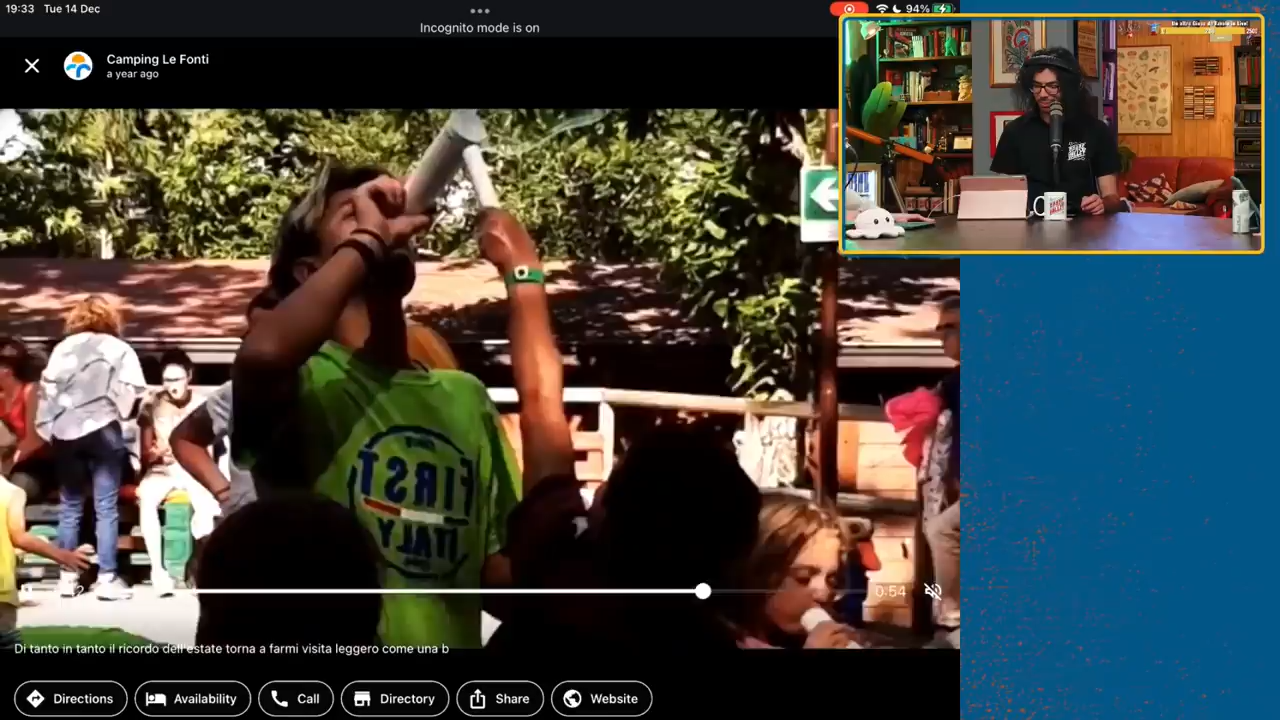 19:33 Tue 14 Dec
94%
Incognito mode is on
Camping Le Fonti
a year ago
FIRST
ITALY
0:54
Di tanto in tanto il ricordo dell'estate torna a farmi visita leggero come una b
Directions
Availability
Call
Directory
Share
Website